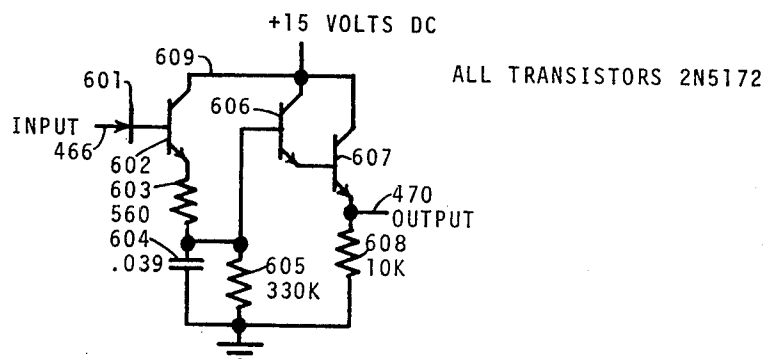 +15 VOLTS DC
609
601
ALL TRANSISTORS 2N5172
606
INPUT
466
602
607
603
560
470
OUTPUT
604
.039
605
330K
608
10K